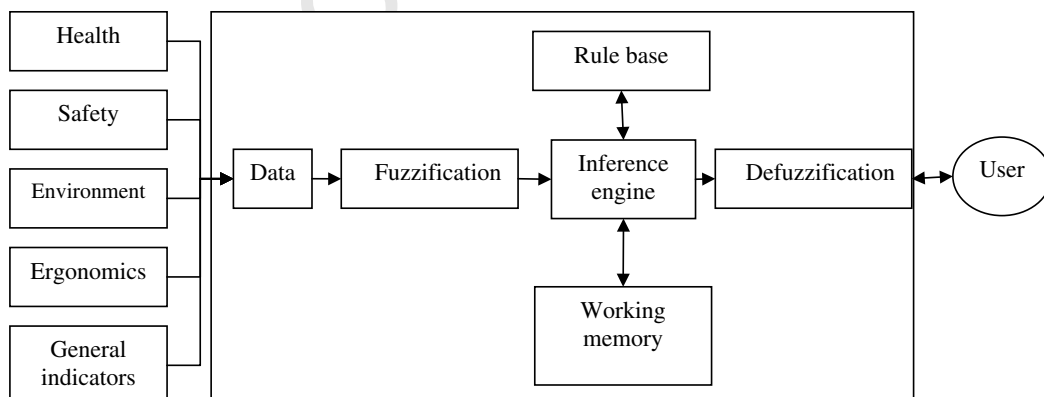 Health
Safety
Environment
Ergonomics
General
indicators
Data
Fuzzification
Rule base
Inference
engine
Working
memory
Defuzzification
User